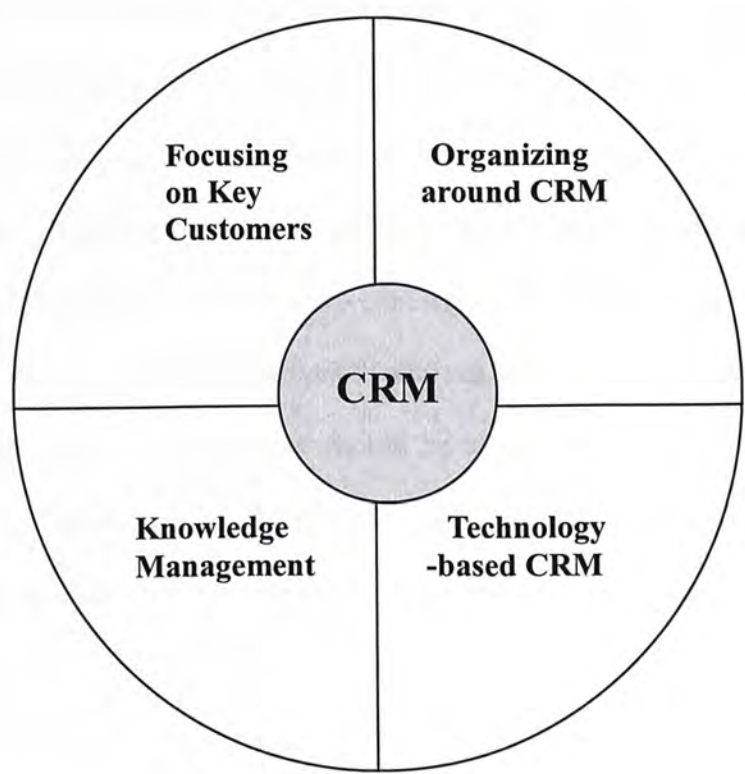 Focusing
on Key
Customers
Organizing
around CRM
CRM
Knowledge
Management
Technology
-based CRM